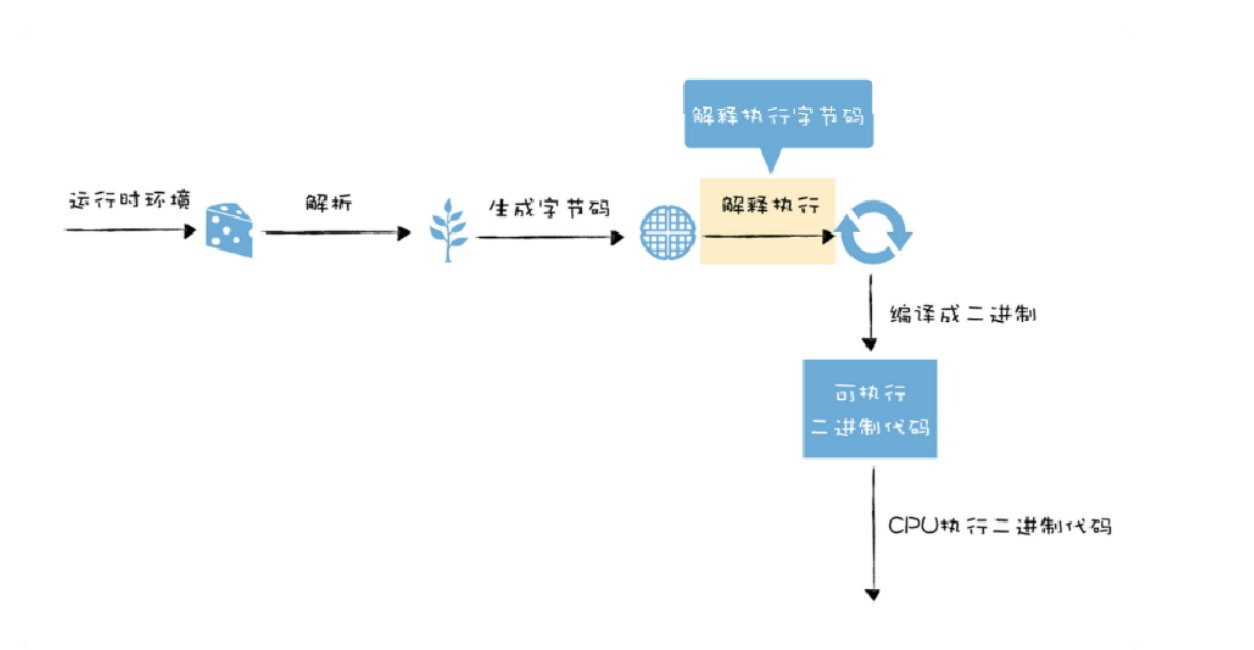 解释执行字节码
运行时环境
解析
生成字节码
解释执行
编译成二进制
可执行
二进制代码
CPU执行二进制代码